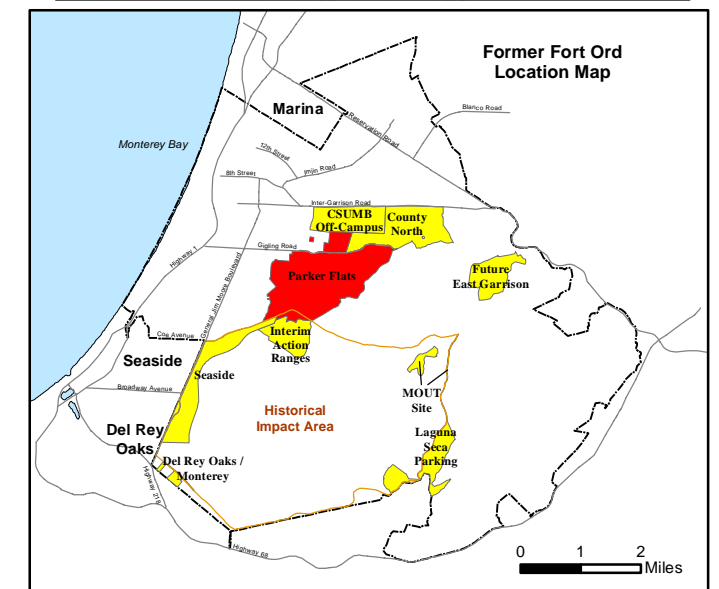 Former Fort Ord
Location Map
Marina
Blanco Road
Reservation Road
Monterey Bay
12th Street
Imjin Road
8th Street
Inter-Garrison Road
CSUMB
Off-Campus
County
North
Gigling Road
Highway 1
General Jim Moore Boulevard
Parker Flats
Future
East Garrison
Coe Avenue
Interim
Action
Ranges
Seaside
Seaside
Broadway Avenue
MOUT
Site
Historical
Impact Area
Del Rey
Oaks
Laguna
Seca
Parking
Del Rey Oaks /
Monterey
Highway 218
Highway 68
0 1 2
Miles